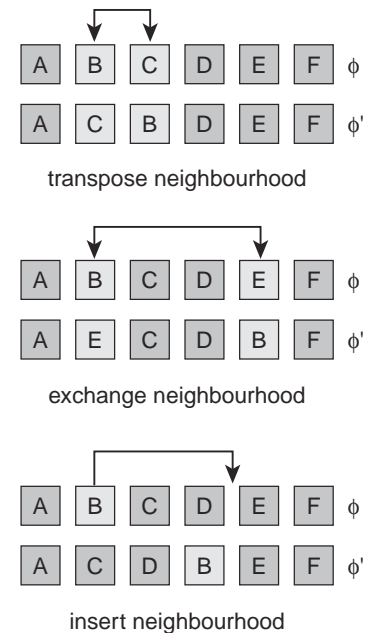 A B C D E F ϕ
A C B D E F ϕ'
transpose neighbourhood
A B C D E F ϕ
A E C D B F ϕ'
exchange neighbourhood
A B C D E F ϕ
A C D B E F ϕ'
insert neighbourhood